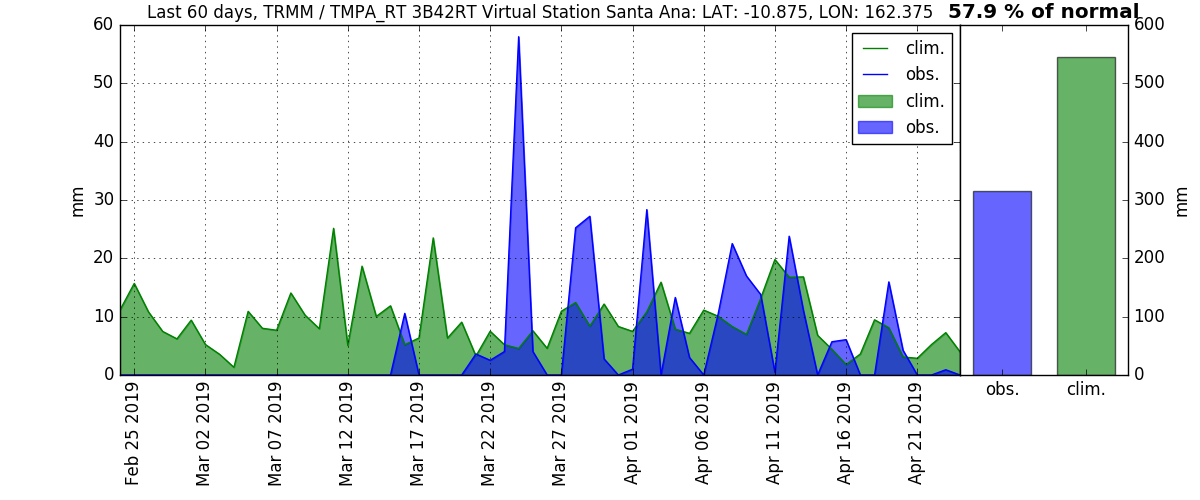 Last 60 days, TRMM / TMPA_RT 3B42RT Virtual Station Santa Ana: LAT: -10.875, LON: 162.375
57.9 % of normal
60
50
40
30
20
10
0
mm
clim.
obs.
clim.
obs.
Feb 25 2019
Mar 02 2019
Mar 07 2019
Mar 12 2019
Mar 17 2019
Mar 22 2019
Mar 27 2019
Apr 01 2019
Apr 06 2019
Apr 11 2019
Apr 16 2019
Apr 21 2019
600
500
400
300
200
100
0
mm
obs.
clim.